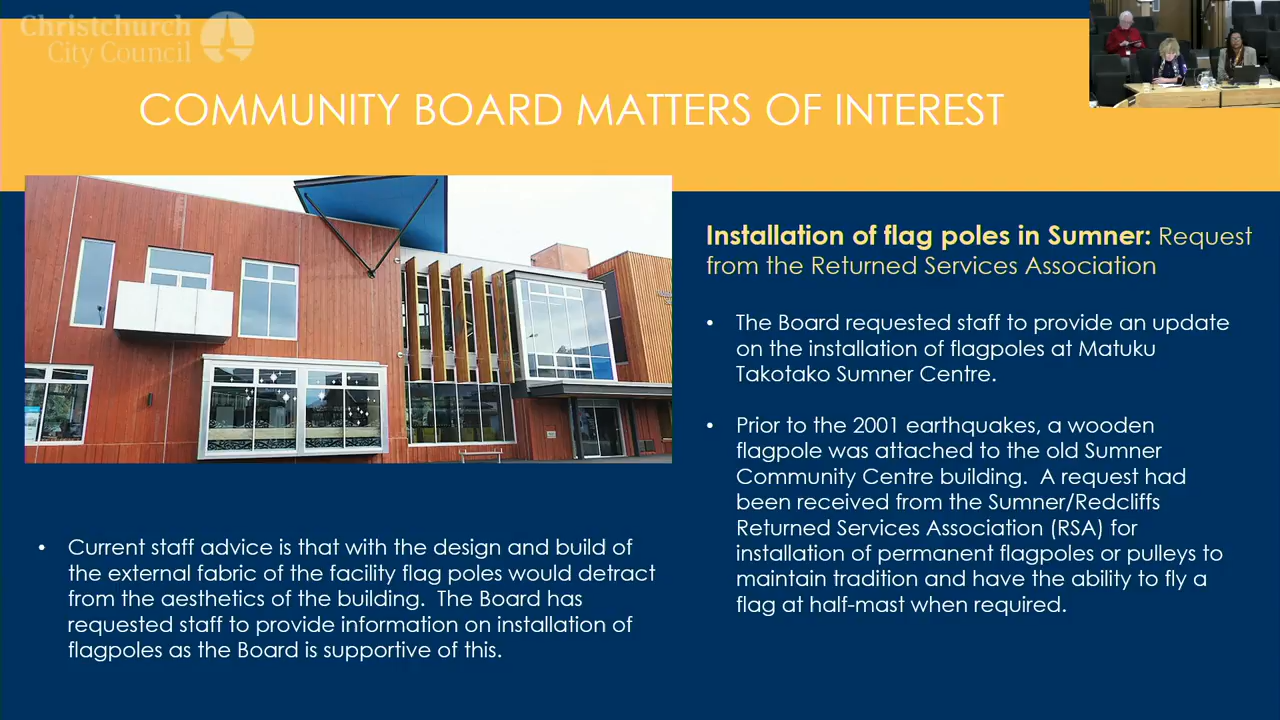 Christchurch
City Council
COMMUNITY BOARD MATTERS OF INTEREST
Installation of flag poles in Sumner: Request
from the Returned Services Association
• The Board requested staff to provide an update
on the installation of flagpoles at Matuku
Takotako Sumner Centre.
• Prior to the 2001 earthquakes, a wooden
flagpole was attached to the old Sumner
Community Centre building. A request had
been received from the Sumner/Redcliffs
Returned Services Association (RSA) for
installation of permanent flagpoles or pulleys to
maintain tradition and have the ability to fly a
flag at half-mast when required.
• Current staff advice is that with the design and build of
the external fabric of the facility flag poles would detract
from the aesthetics of the building. The Board has
requested staff to provide information on installation of
flagpoles as the Board is supportive of this.